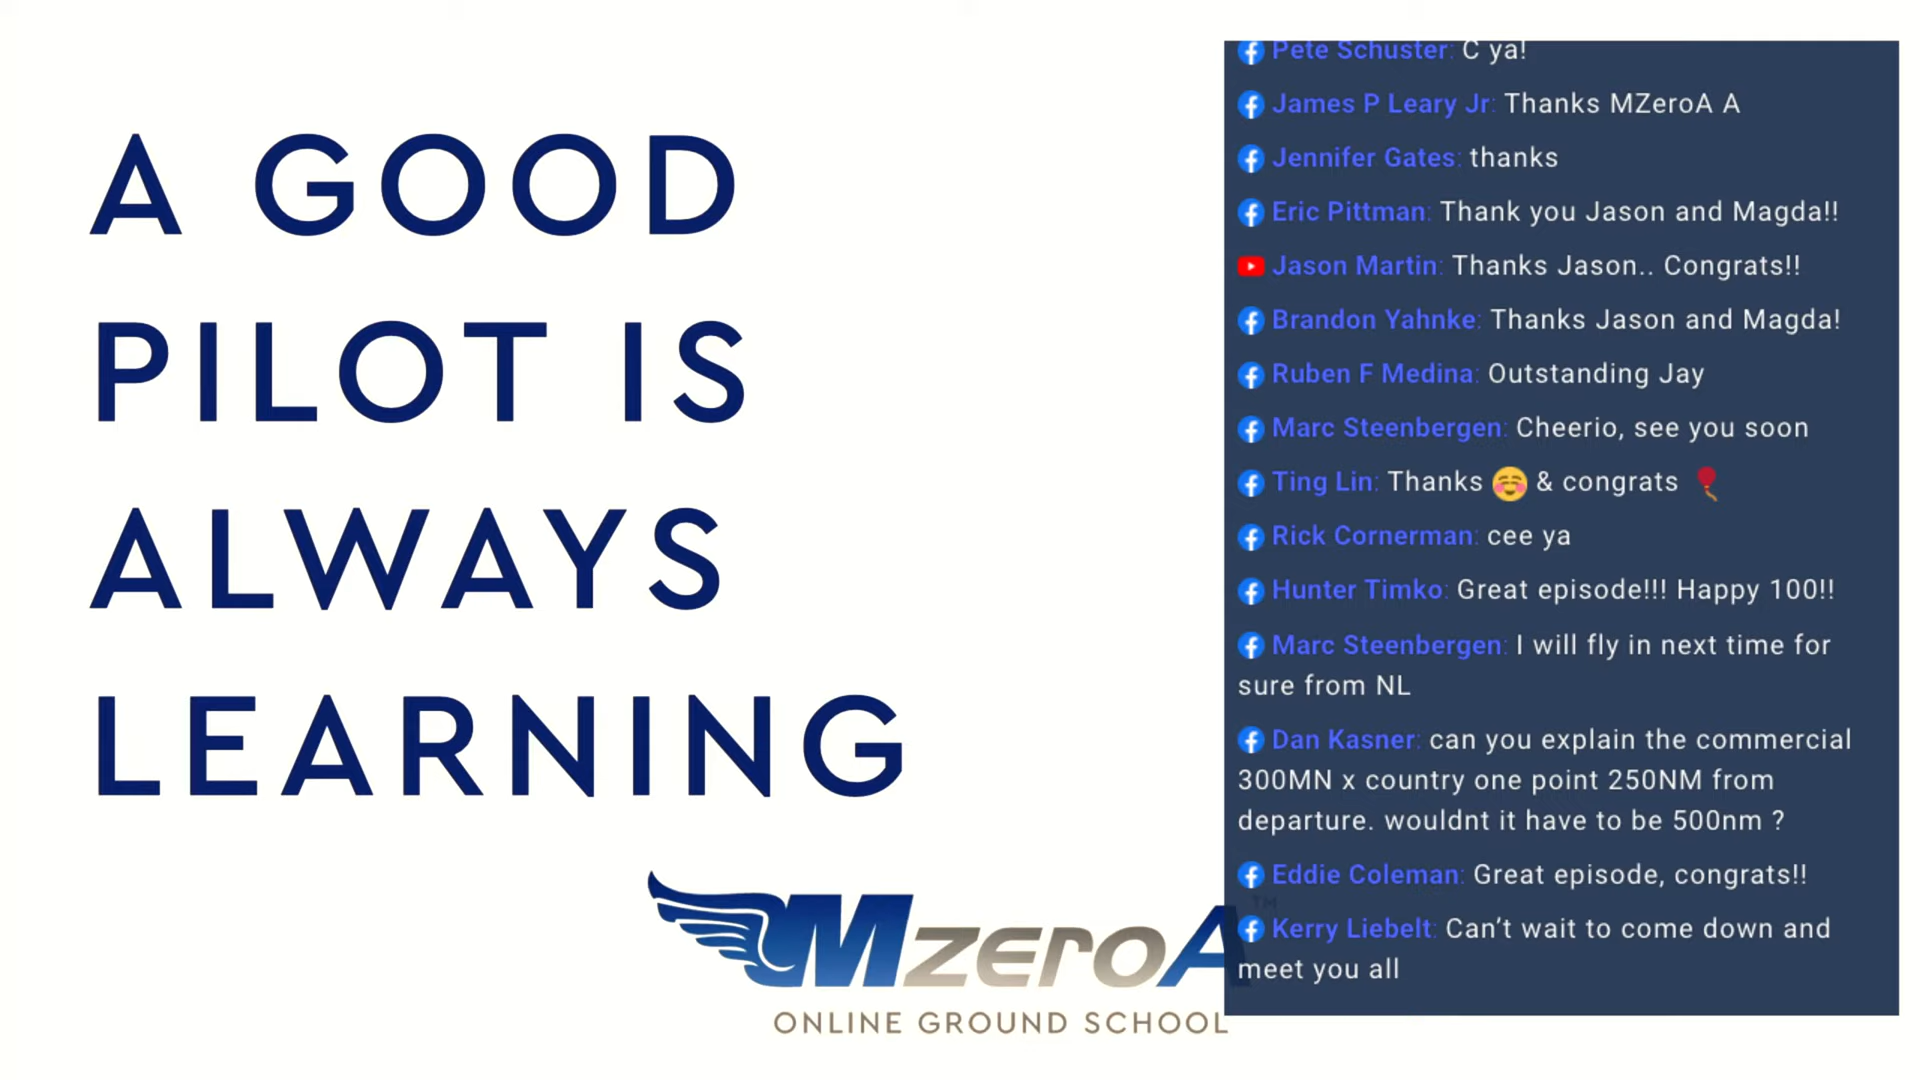 A GOOD
PILOT IS
ALWAYS
LEARNING
MzeroA™
ONLINE GROUND SCHOOL
Pete Schuster: C ya!
James P Leary Jr: Thanks MZeroA A
Jennifer Gates: thanks
Eric Pittman: Thank you Jason and Magda!!
Jason Martin: Thanks Jason.. Congrats!!
Brandon Yahnke: Thanks Jason and Magda!
Ruben F Medina: Outstanding Jay
Marc Steenbergen: Cheerio, see you soon
Ting Lin: Thanks ☺️ & congrats 🎈
Rick Cornerman: cee ya
Hunter Timko: Great episode!!! Happy 100!!
Marc Steenbergen: I will fly in next time for
sure from NL
Dan Kasner: can you explain the commercial
300MN x country one point 250NM from
departure. wouldnt it have to be 500nm ?
Eddie Coleman: Great episode, congrats!!
Kerry Liebelt: Can’t wait to come down and
meet you all